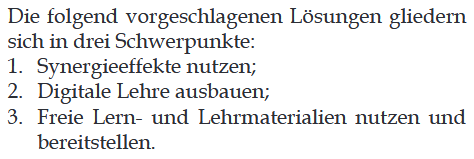 Die folgend vorgeschlagenen Lösungen gliedern
sich in drei Schwerpunkte:
1. Synergieeffekte nutzen;
2. Digitale Lehre ausbauen;
3. Freie Lern- und Lehrmaterialien nutzen und
bereitstellen.